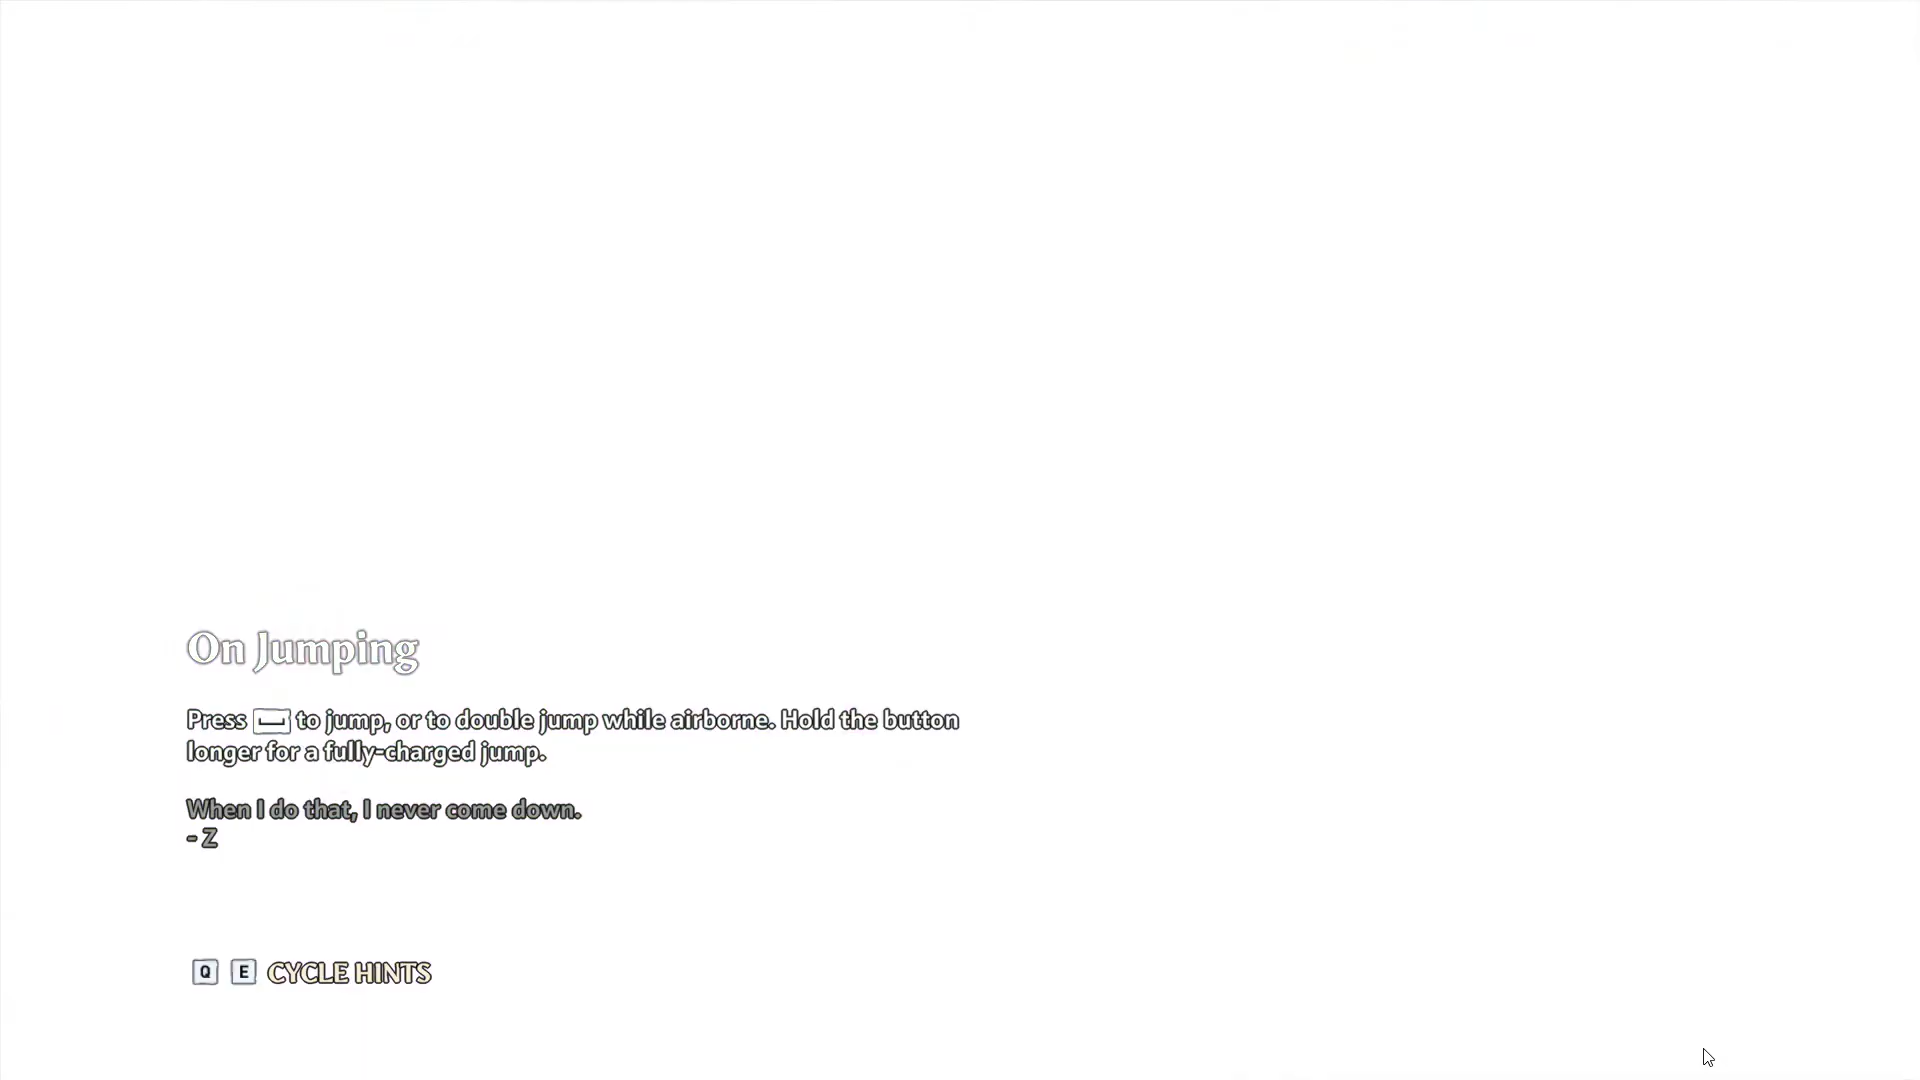 On Jumping
Press to jump, or to double jump while airborne. Hold the button
longer for a fully-charged jump.
When I do that, I never come down.
- Z
Q E CYCLE HINTS